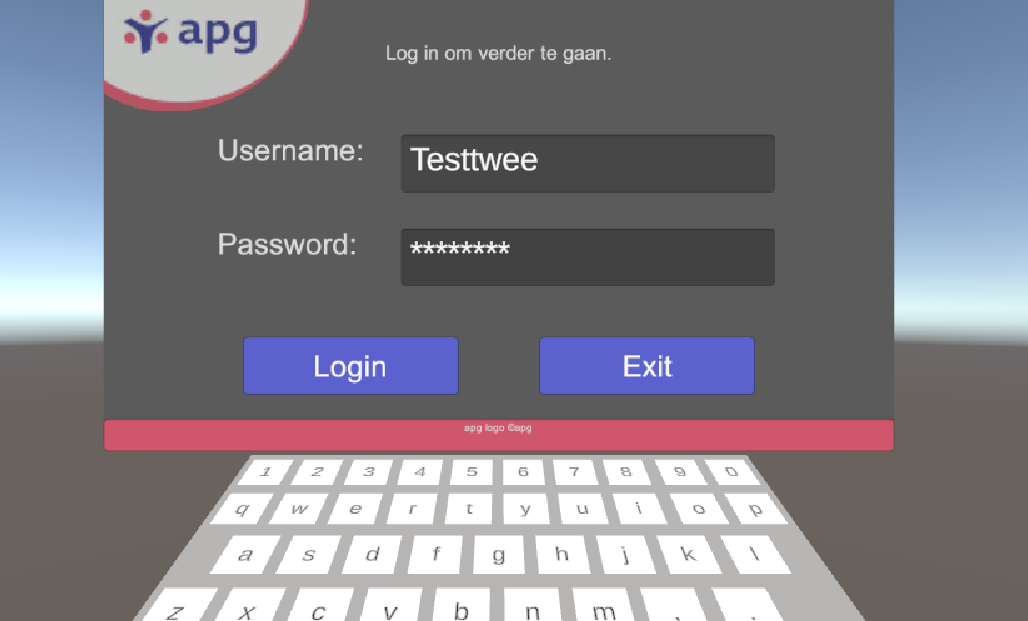 apg
Log in om verder te gaan.
Username: Testtwee
Password: ********
Login Exit
apg logo ©apg
1 2 3 4 5 6 7 8 9 0
q w e r t y u i o p
a s d f g h j k l
z x c v b n m , .